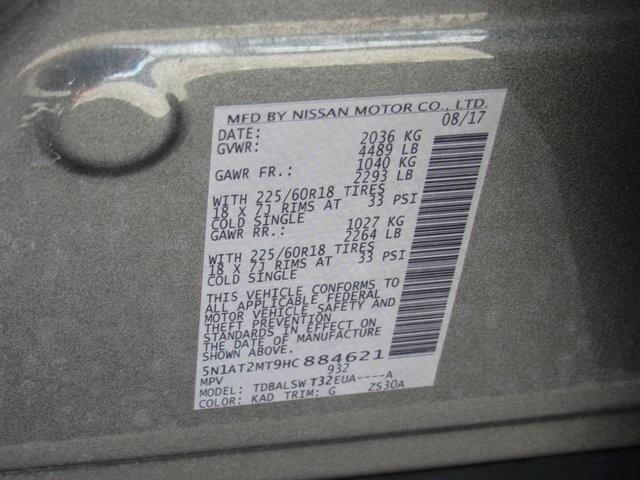 MFD BY NISSAN MOTOR CO., LTD.
DATE: 08/17
GVWR: 2036 KG
4489 LB
GAWR FR.: 1040 KG
2293 LB
WITH 225/60R18 TIRES
18 X 7J RIMS AT 33 PSI
COLD SINGLE
GAWR RR.: 1027 KG
2264 LB
WITH 225/60R18 TIRES
18 X 7J RIMS AT 33 PSI
COLD SINGLE
THIS VEHICLE CONFORMS TO
ALL APPLICABLE FEDERAL
MOTOR VEHICLE SAFETY AND
THEFT PREVENTION
STANDARDS IN EFFECT ON
THE DATE OF MANUFACTURE
SHOWN ABOVE.
5N1AT2MT9HC884621
MPV 932
MODEL: TDBALSW T32EUA----A
COLOR: KAD TRIM: G ZS30A